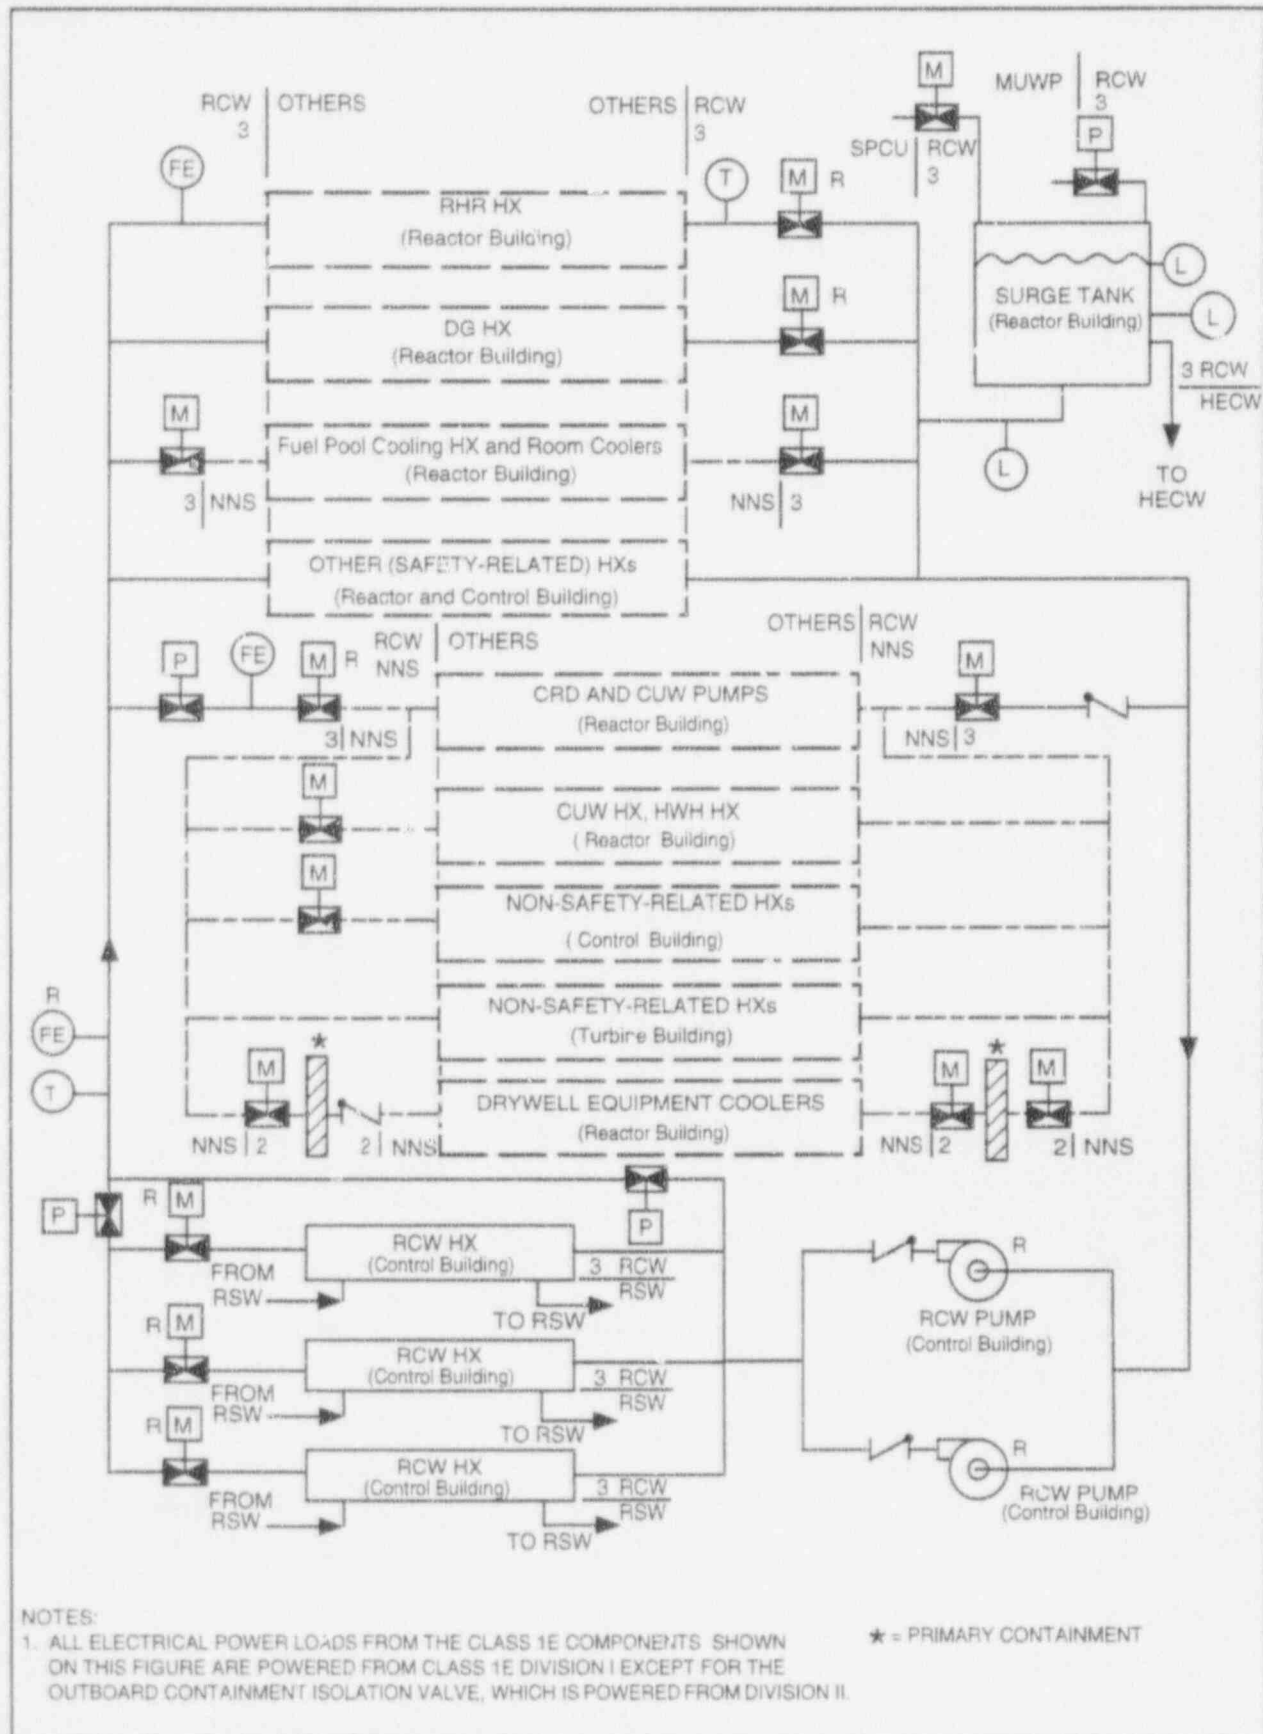 RCW | OTHERS
3
OTHERS | RCW
3
M
MUWP | RCW
3
P
SPCU | RCW
3
FE
T
M R
RHR HX
(Reactor Building)
M R
DG HX
(Reactor Building)
SURGE TANK
(Reactor Building)
L
L
3 RCW
HECW
M
M
Fuel Pool Cooling HX and Room Coolers
(Reactor Building)
3 | NNS
NNS | 3
L
TO
HECW
OTHER (SAFETY-RELATED) HXs
(Reactor and Control Building)
RCW | OTHERS
NNS
OTHERS | RCW
NNS
P
FE
M R
M
CRD AND CUW PUMPS
(Reactor Building)
3 | NNS
NNS | 3
M
CUW HX, HWH HX
( Reactor Building)
M
NON-SAFETY-RELATED HXs
( Control Building)
R
FE
NON-SAFETY-RELATED HXs
(Turbine Building)
T
M
*
M
*
M
DRYWELL EQUIPMENT COOLERS
(Reactor Building)
NNS | 2
2 | NNS
NNS | 2
2 | NNS
P
R M
P
RCW HX
(Control Building)
3 RCW
RSW
FROM
RSW
TO RSW
R
RCW PUMP
(Control Building)
R M
RCW HX
(Control Building)
3 RCW
RSW
FROM
RSW
TO RSW
R M
RCW HX
(Control Building)
3 RCW
RSW
FROM
RSW
TO RSW
R
RCW PUMP
(Control Building)
NOTES:
1. ALL ELECTRICAL POWER LOADS FROM THE CLASS 1E COMPONENTS SHOWN
ON THIS FIGURE ARE POWERED FROM CLASS 1E DIVISION I EXCEPT FOR THE
OUTBOARD CONTAINMENT ISOLATION VALVE, WHICH IS POWERED FROM DIVISION II.
* = PRIMARY CONTAINMENT